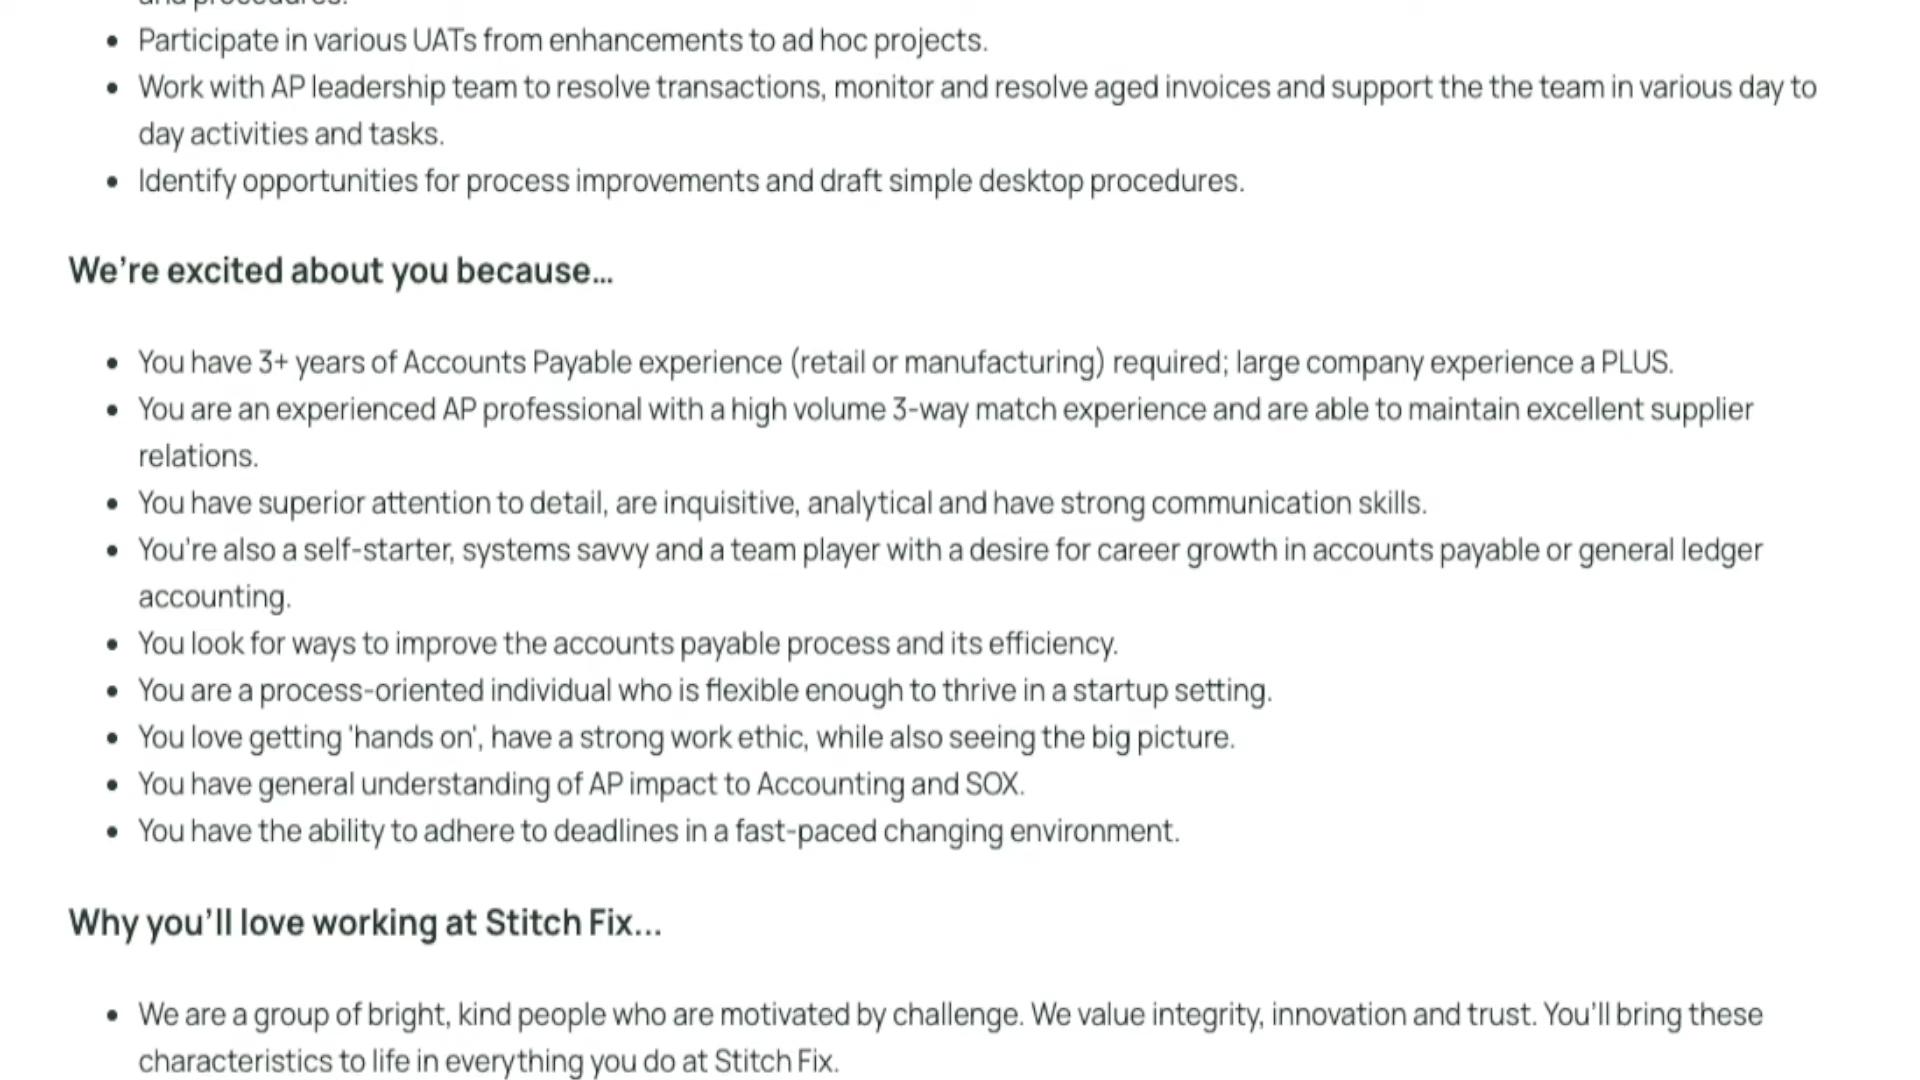 and procedures.
Participate in various UATs from enhancements to ad hoc projects.
Work with AP leadership team to resolve transactions, monitor and resolve aged invoices and support the the team in various day to
day activities and tasks.
Identify opportunities for process improvements and draft simple desktop procedures.
We’re excited about you because…
You have 3+ years of Accounts Payable experience (retail or manufacturing) required; large company experience a PLUS.
You are an experienced AP professional with a high volume 3-way match experience and are able to maintain excellent supplier
relations.
You have superior attention to detail, are inquisitive, analytical and have strong communication skills.
You’re also a self-starter, systems savvy and a team player with a desire for career growth in accounts payable or general ledger
accounting.
You look for ways to improve the accounts payable process and its efficiency.
You are a process-oriented individual who is flexible enough to thrive in a startup setting.
You love getting 'hands on', have a strong work ethic, while also seeing the big picture.
You have general understanding of AP impact to Accounting and SOX.
You have the ability to adhere to deadlines in a fast-paced changing environment.
Why you’ll love working at Stitch Fix...
We are a group of bright, kind people who are motivated by challenge. We value integrity, innovation and trust. You’ll bring these
characteristics to life in everything you do at Stitch Fix.